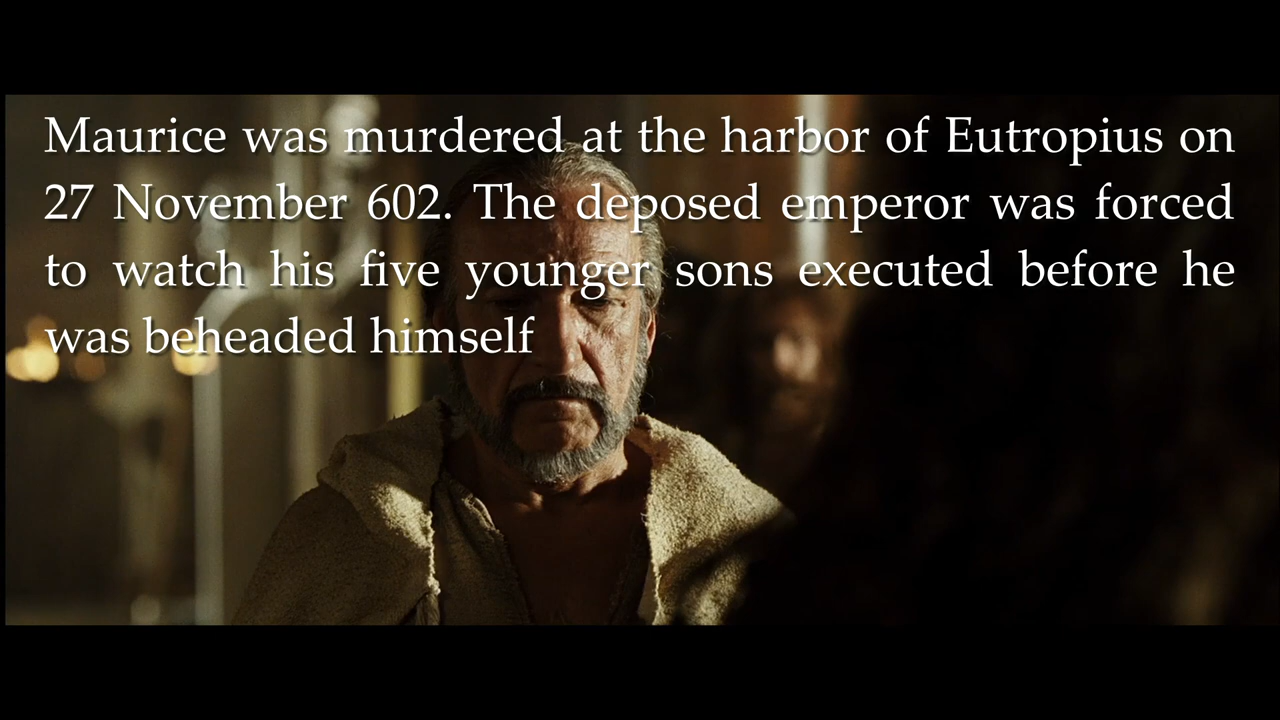 Maurice was murdered at the harbor of Eutropius on
27 November 602. The deposed emperor was forced
to watch his five younger sons executed before he
was beheaded himself